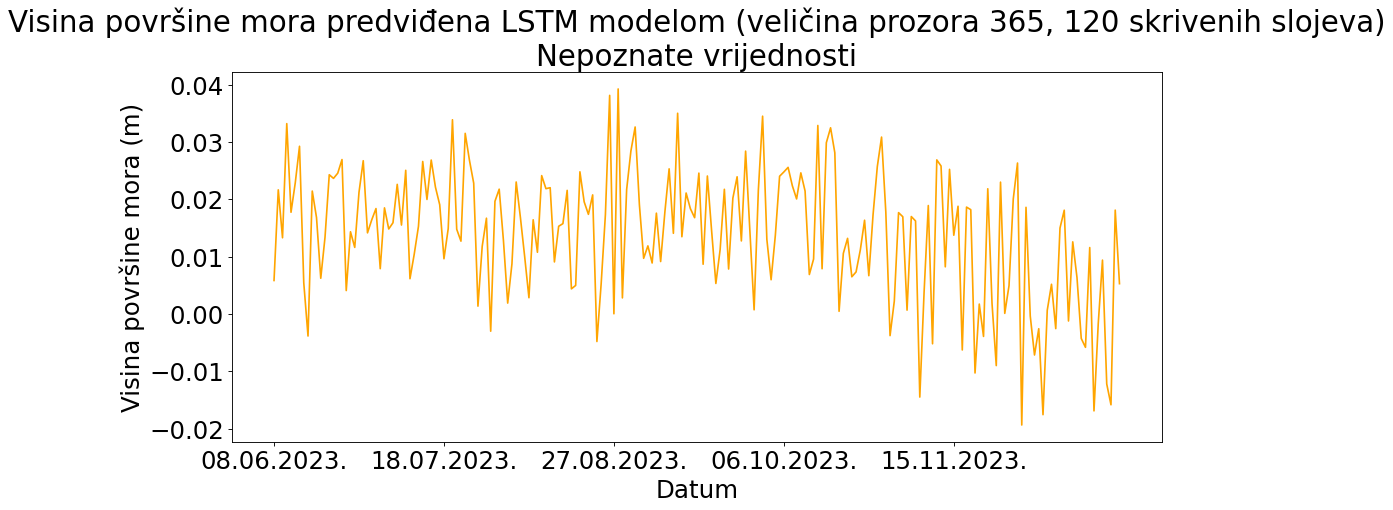 Visina površine mora predviđena LSTM modelom (veličina prozora 365, 120 skrivenih slojeva)
Nepoznate vrijednosti
Visina površine mora (m)
0.04
0.03
0.02
0.01
0.00
−0.01
−0.02
08.06.2023. 18.07.2023. 27.08.2023. 06.10.2023. 15.11.2023.
Datum